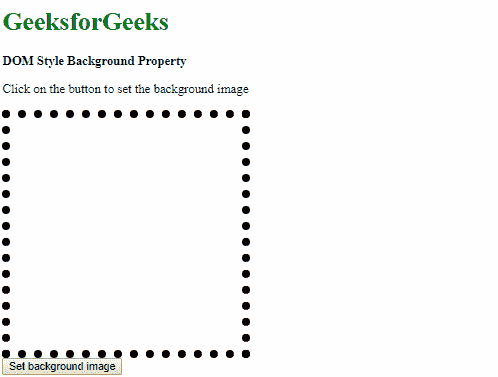 GeeksforGeeks
DOM Style Background Property
Click on the button to set the background image
Set background image